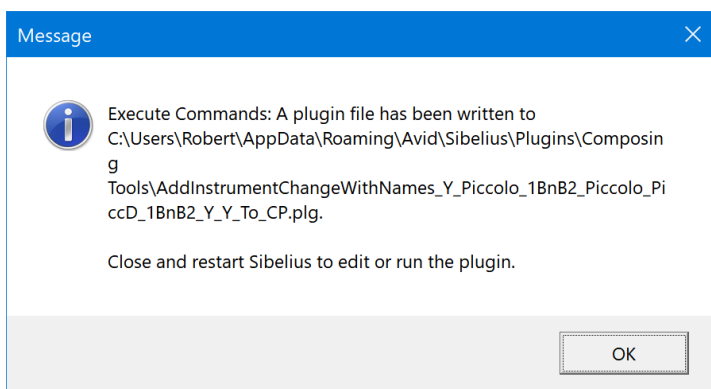 Message
Execute Commands: A plugin file has been written to
C:\Users\Robert\AppData\Roaming\Avid\Sibelius\Plugins\Composin
g
Tools\AddInstrumentChangeWithNames_Y_Piccolo_1BnB2_Piccolo_Pi
ccD_1BnB2_Y_Y_To_CP.plg.
Close and restart Sibelius to edit or run the plugin.
OK